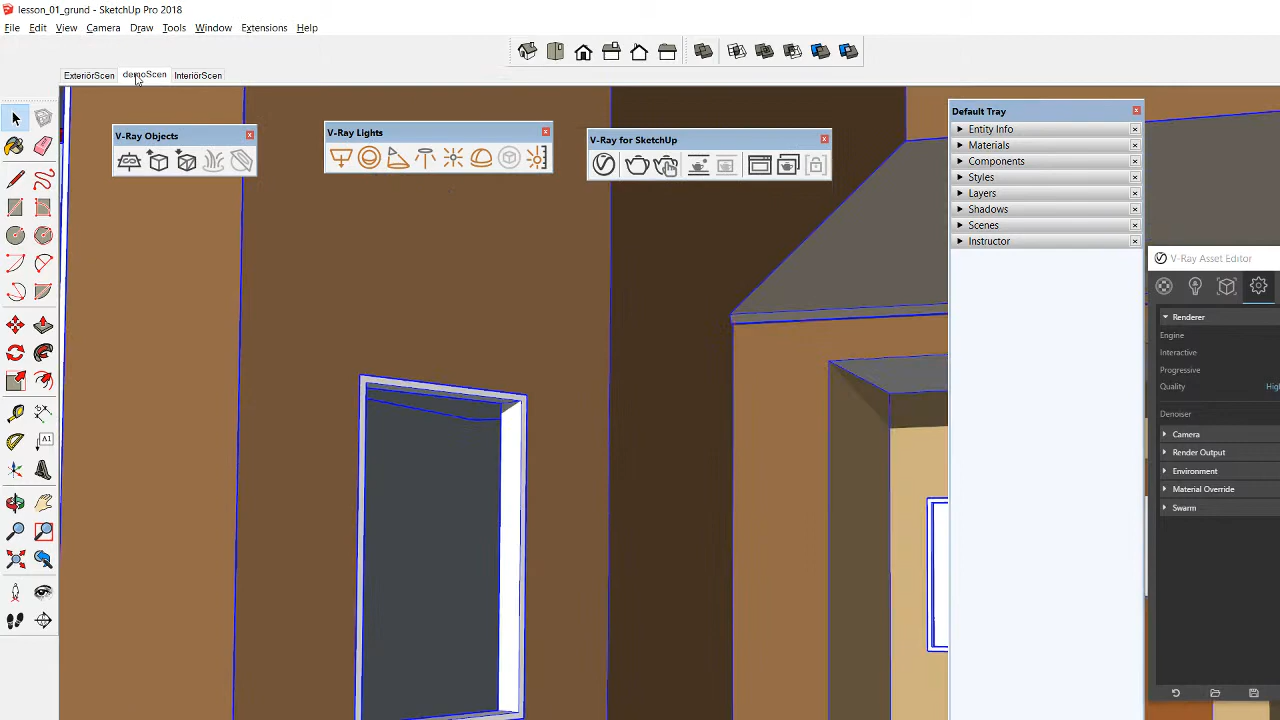 lesson_01_grund - SketchUp Pro 2018
File Edit View Camera Draw Tools Window Extensions Help
ExteriörScen demoScen InteriörScen
V-Ray Objects
V-Ray Lights
V-Ray for SketchUp
Default Tray
Entity Info
Materials
Components
Styles
Layers
Shadows
Scenes
Instructor
A1
V-Ray Asset Editor
Renderer
Engine
Interactive
Progressive
Quality
Denoiser
Camera
Render Output
Environment
Material Override
Swarm